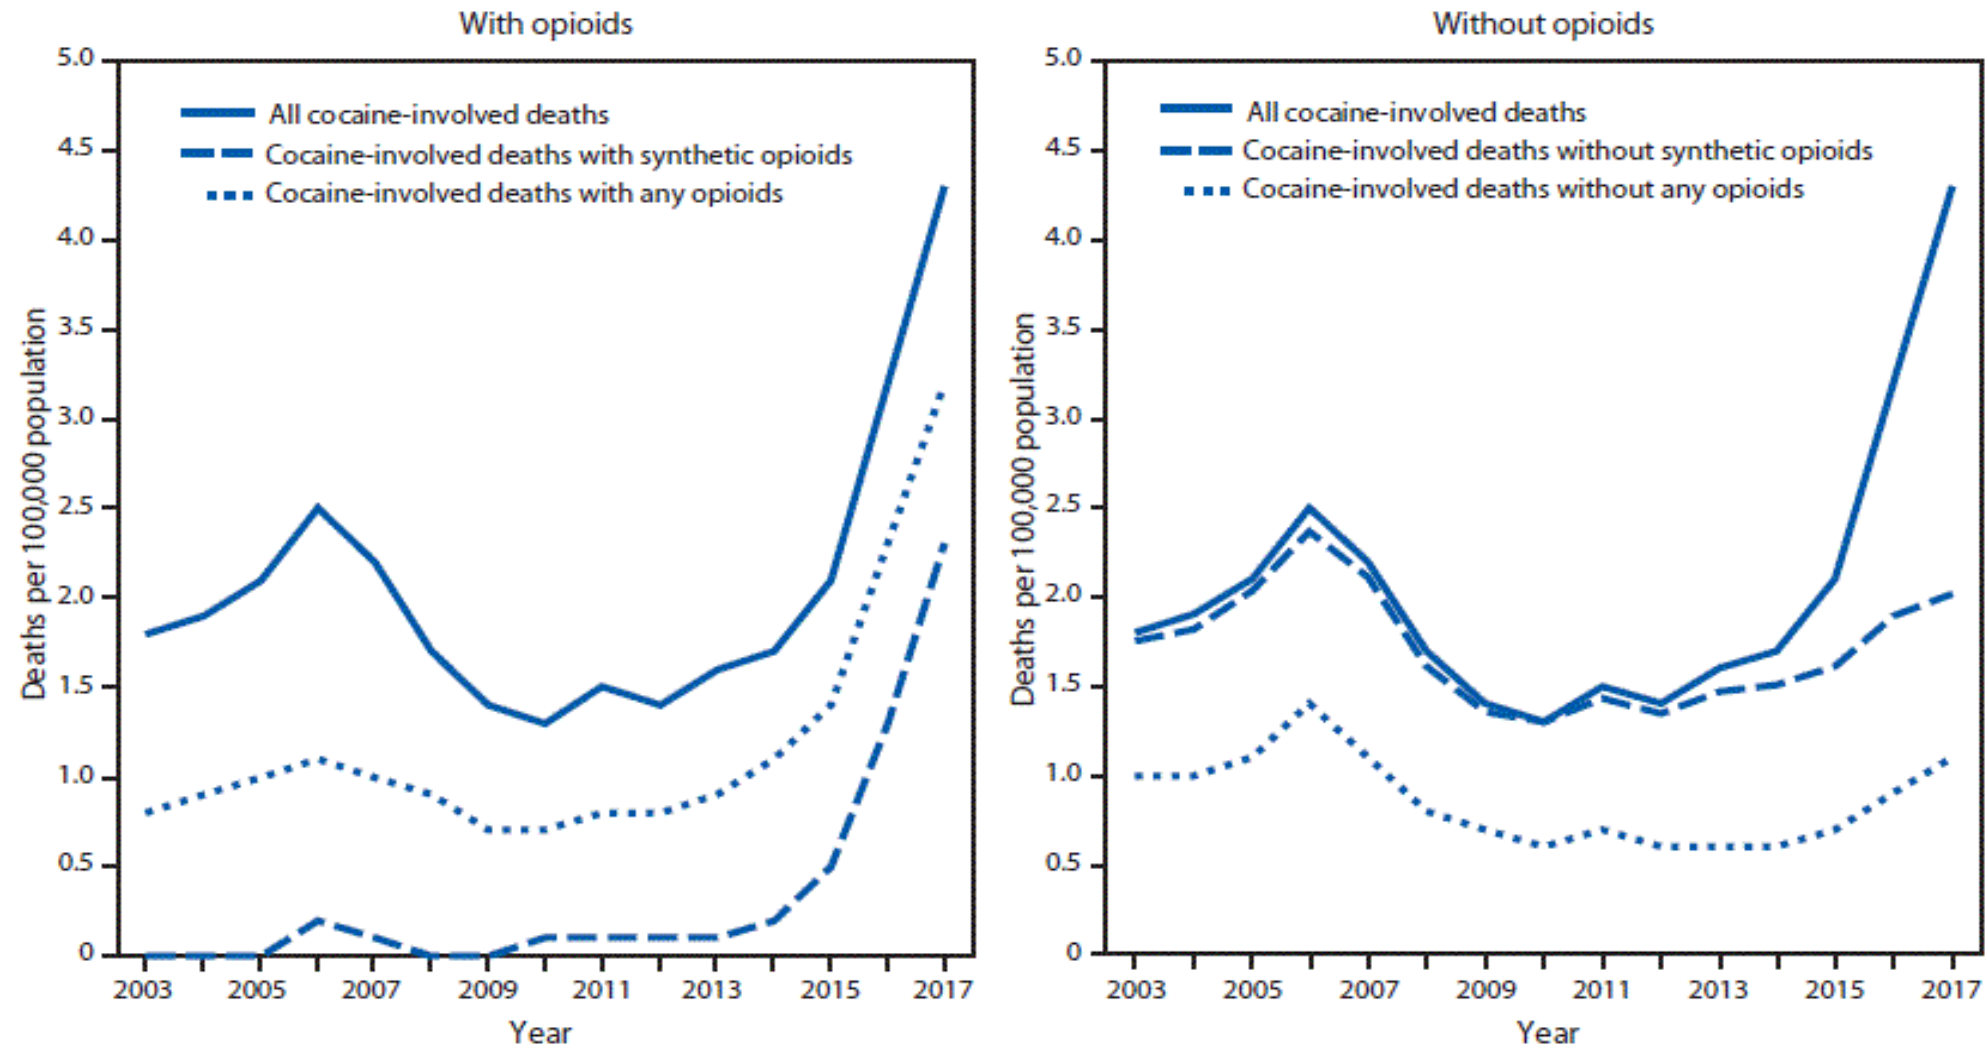 With opioids
5.0
4.5
4.0
3.5
3.0
2.5
2.0
1.5
1.0
0.5
0
Deaths per 100,000 population
All cocaine-involved deaths
Cocaine-involved deaths with synthetic opioids
Cocaine-involved deaths with any opioids
2003 2005 2007 2009 2011 2013 2015 2017
Year
Without opioids
5.0
4.5
4.0
3.5
3.0
2.5
2.0
1.5
1.0
0.5
0
Deaths per 100,000 population
All cocaine-involved deaths
Cocaine-involved deaths without synthetic opioids
Cocaine-involved deaths without any opioids
2003 2005 2007 2009 2011 2013 2015 2017
Year